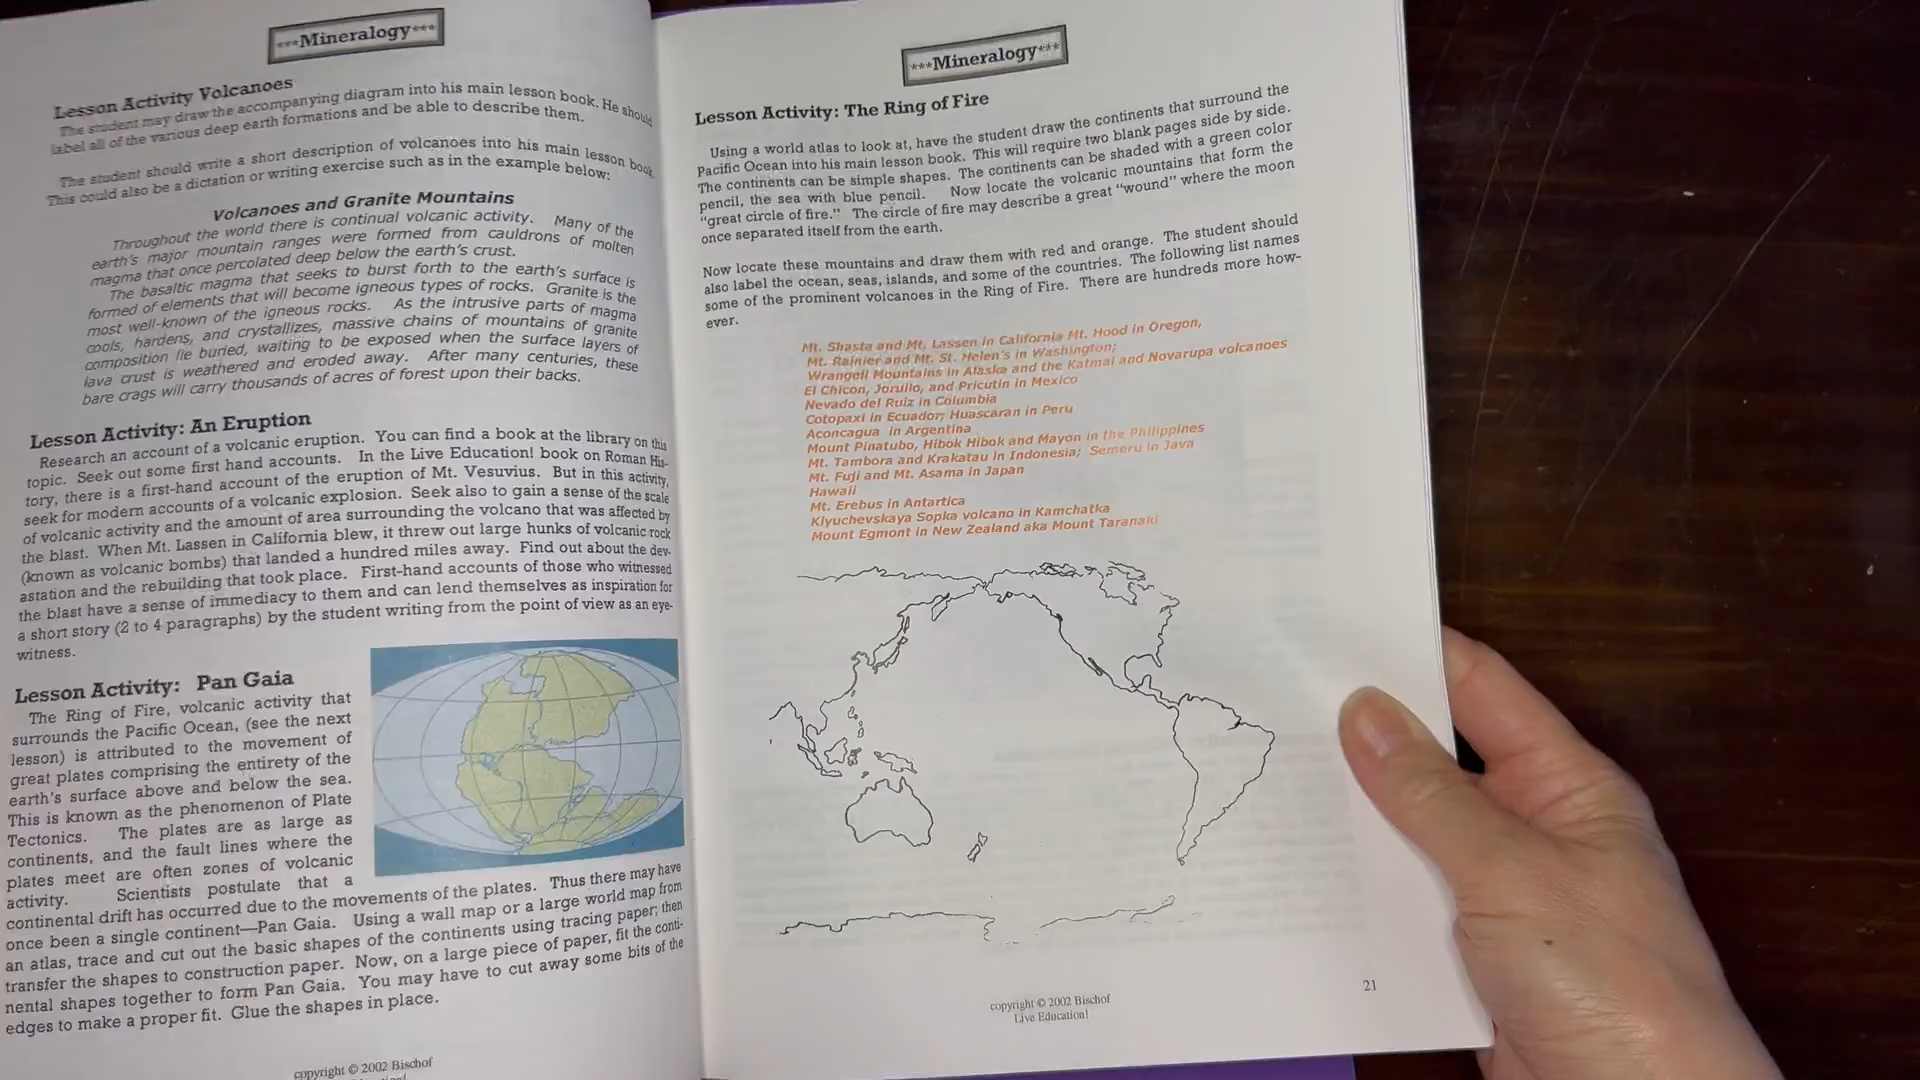 ***Mineralogy***
Lesson Activity Volcanoes
The student may draw the accompanying diagram into his main lesson book. He should
label all of the various deep earth formations and be able to describe them.
The student should write a short description of volcanoes into his main lesson book.
This could also be a dictation or writing exercise such as in the example below:
Volcanoes and Granite Mountains
Throughout the world there is continual volcanic activity. Many of the
earth's major mountain ranges were formed from cauldrons of molten
magma that once percolated deep below the earth's crust.
The basaltic magma that seeks to burst forth to the earth's surface is
formed of elements that will become igneous types of rocks. Granite is the
most well-known of the igneous rocks. As the intrusive parts of magma
cools, hardens, and crystallizes, massive chains of mountains of granite
composition lie buried, waiting to be exposed when the surface layers of
lava crust is weathered and eroded away. After many centuries, these
bare crags will carry thousands of acres of forest upon their backs.
Lesson Activity: An Eruption
Research an account of a volcanic eruption. You can find a book at the library on this
topic. Seek out some first hand accounts. In the Live Education! book on Roman His-
tory, there is a first-hand account of the eruption of Mt. Vesuvius. But in this activity,
seek for modern accounts of a volcanic explosion. Seek also to gain a sense of the scale
of volcanic activity and the amount of area surrounding the volcano that was affected by
the blast. When Mt. Lassen in California blew, it threw out large hunks of volcanic rock
(known as volcanic bombs) that landed a hundred miles away. Find out about the dev-
astation and the rebuilding that took place. First-hand accounts of those who witnessed
the blast have a sense of immediacy to them and can lend themselves as inspiration for
a short story (2 to 4 paragraphs) by the student writing from the point of view as an eye-
witness.
Lesson Activity: Pan Gaia
The Ring of Fire, volcanic activity that
surrounds the Pacific Ocean, (see the next
lesson) is attributed to the movement of
great plates comprising the entirety of the
earth's surface above and below the sea.
This is known as the phenomenon of Plate
Tectonics. The plates are as large as
continents, and the fault lines where the
plates meet are often zones of volcanic
activity. Scientists postulate that a
continental drift has occurred due to the movements of the plates. Thus there may have
once been a single continent—Pan Gaia. Using a wall map or a large world map from
an atlas, trace and cut out the basic shapes of the continents using tracing paper; then
transfer the shapes to construction paper. Now, on a large piece of paper, fit the conti-
nental shapes together to form Pan Gaia. You may have to cut away some bits of the
edges to make a proper fit. Glue the shapes in place.
copyright © 2002 Bischof
***Mineralogy***
Lesson Activity: The Ring of Fire
Using a world atlas to look at, have the student draw the continents that surround the
Pacific Ocean into his main lesson book. This will require two blank pages side by side.
The continents can be simple shapes. The continents can be shaded with a green color
pencil, the sea with blue pencil. Now locate the volcanic mountains that form the
"great circle of fire." The circle of fire may describe a great "wound" where the moon
once separated itself from the earth.
Now locate these mountains and draw them with red and orange. The student should
also label the ocean, seas, islands, and some of the countries. The following list names
some of the prominent volcanoes in the Ring of Fire. There are hundreds more how-
ever.
Mt. Shasta and Mt, Lassen in California Mt. Hood in Oregon,
Mt. Rainier and Mt. St. Helen's in Washington;
Wrangell Mountains in Alaska and the Katmai and Novarupa volcanoes
El Chicon, Jorullo, and Pricutin in Mexico
Nevado del Ruiz in Columbia
Cotopaxi in Ecuador; Huascaran in Peru
Aconcagua in Argentina
Mount Pinatubo, Hibok Hibok and Mayon in the Philippines
Mt. Tambora and Krakatau in Indonesia; Semeru in Java
Mt. Fuji and Mt. Asama in Japan
Hawaii
Mt. Erebus in Antartica
Klyuchevskaya Sopka volcano in Kamchatka
Mount Egmont in New Zealand aka Mount Taranaki
21
copyright © 2002 Bischof
Live Education!